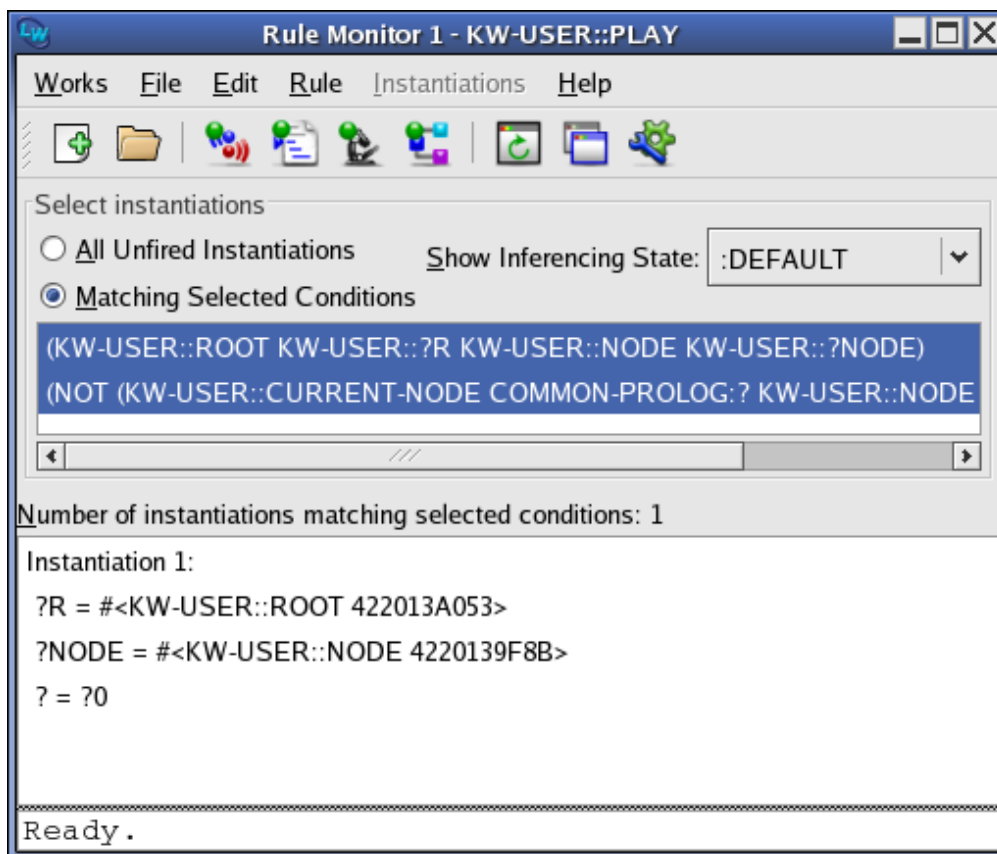 LW
Rule Monitor 1 - KW-USER::PLAY
Works File Edit Rule Instantiations Help
Select instantiations
All Unfired Instantiations
Show Inferencing State: :DEFAULT
Matching Selected Conditions
(KW-USER::ROOT KW-USER::?R KW-USER::NODE KW-USER::?NODE)
(NOT (KW-USER::CURRENT-NODE COMMON-PROLOG:? KW-USER::NODE
Number of instantiations matching selected conditions: 1
Instantiation 1:
?R = #<KW-USER::ROOT 422013A053>
?NODE = #<KW-USER::NODE 4220139F8B>
? = ?0
Ready.